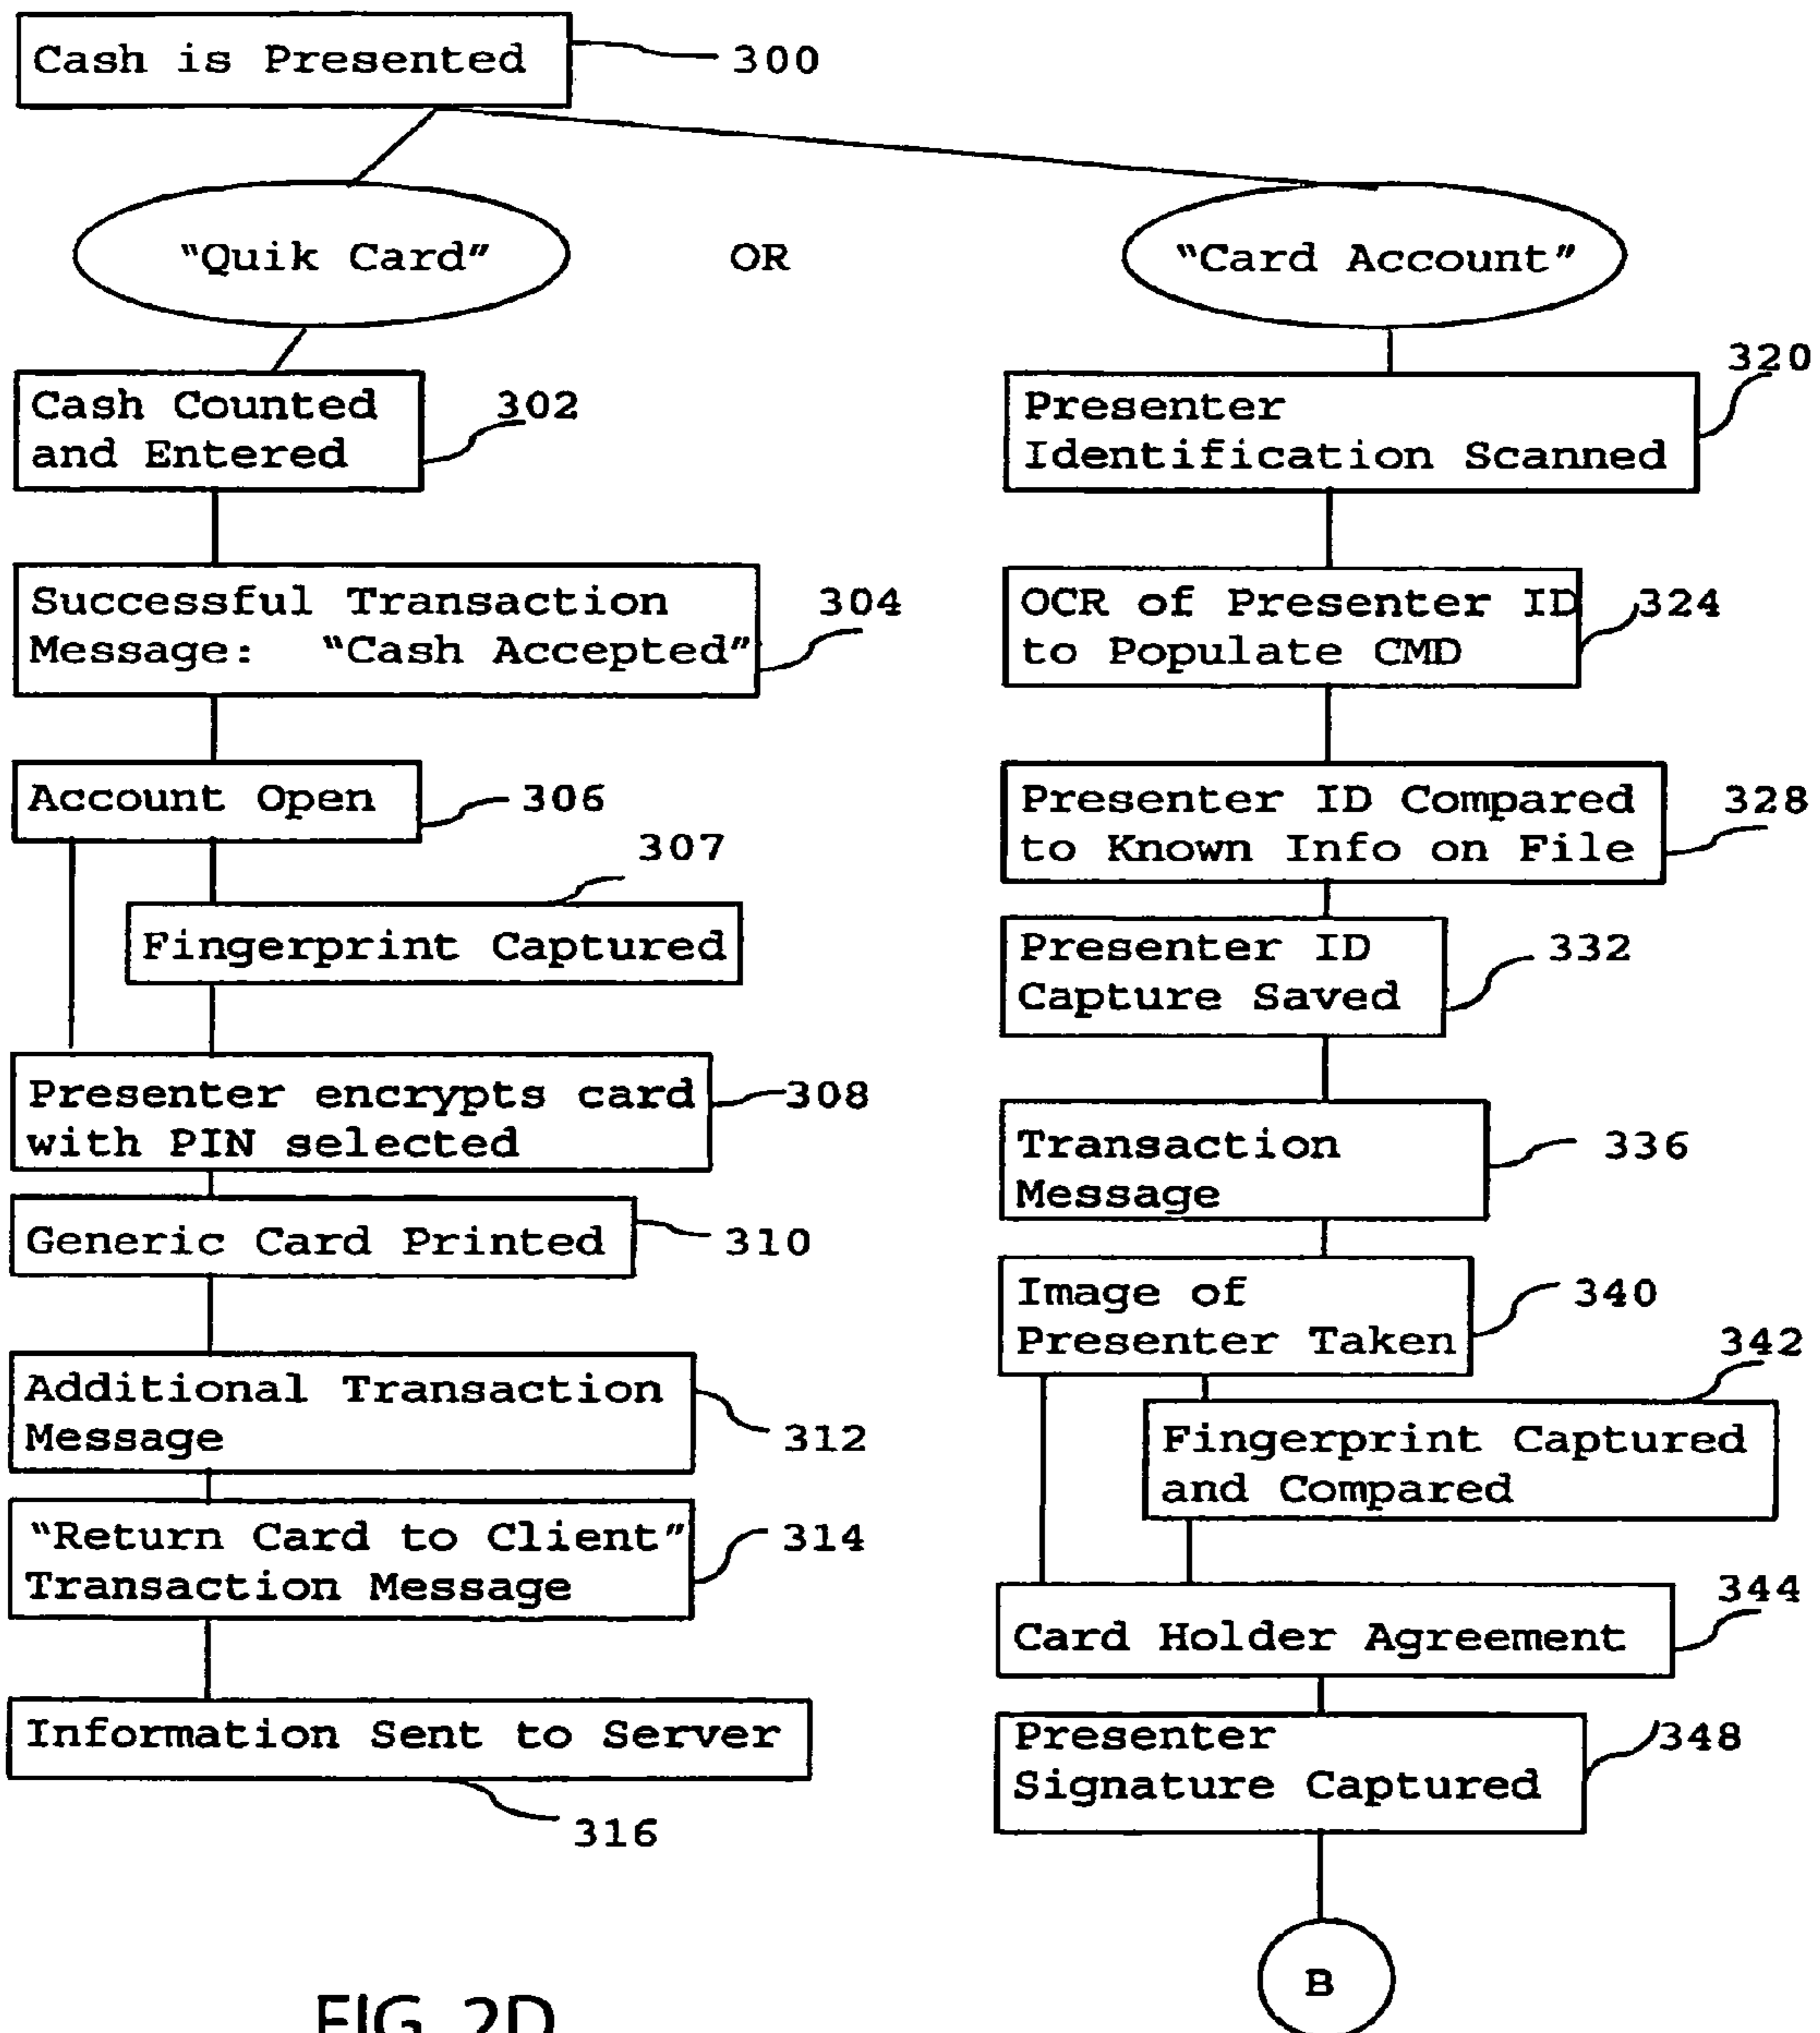 Cash is Presented
300
"Quik Card"
OR
"Card Account"
Cash Counted
and Entered
302
Successful Transaction
Message: "Cash Accepted"
304
Account Open
306
307
Fingerprint Captured
Presenter encrypts card
with PIN selected
308
Generic Card Printed
310
Additional Transaction
Message
312
"Return Card to Client"
Transaction Message
314
Information Sent to Server
316
320
Presenter
Identification Scanned
OCR of Presenter ID
to Populate CMD
324
Presenter ID Compared
to Known Info on File
328
Presenter ID
Capture Saved
332
Transaction
Message
336
Image of
Presenter Taken
340
342
Fingerprint Captured
and Compared
344
Card Holder Agreement
Presenter
Signature Captured
348
B
FIG. 2D